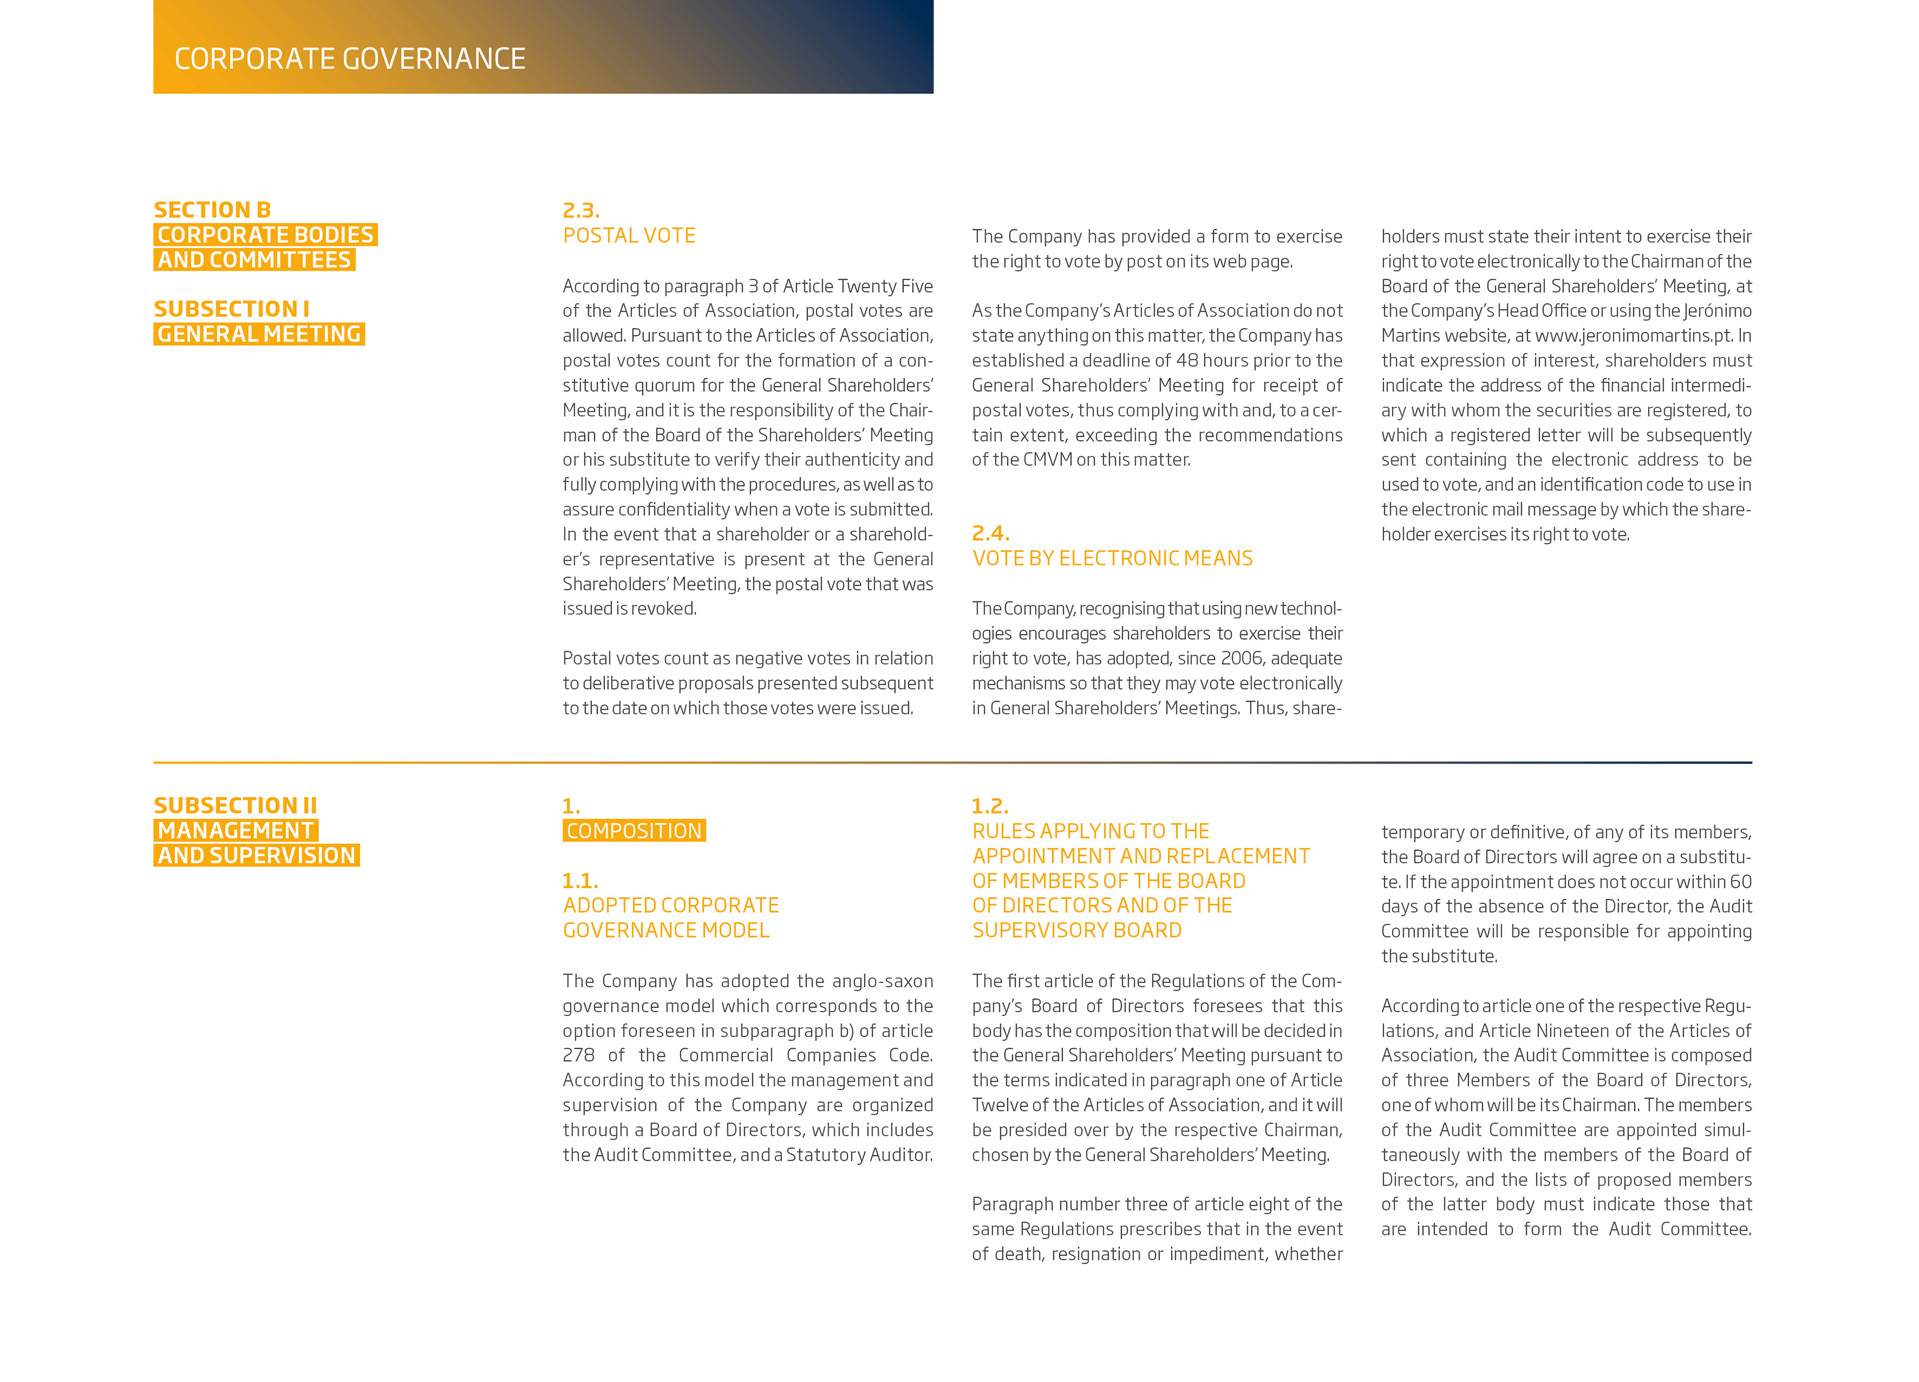 CORPORATE GOVERNANCE
SECTION B
CORPORATE BODIES
AND COMMITTEES
SUBSECTION I
GENERAL MEETING
2.3.
POSTAL VOTE
According to paragraph 3 of Article Twenty Five
of the Articles of Association, postal votes are
allowed. Pursuant to the Articles of Association,
postal votes count for the formation of a con-
stitutive quorum for the General Shareholders’
Meeting, and it is the responsibility of the Chair-
man of the Board of the Shareholders’ Meeting
or his substitute to verify their authenticity and
fully complying with the procedures, as well as to
assure confidentiality when a vote is submitted.
In the event that a shareholder or a sharehold-
er’s representative is present at the General
Shareholders’ Meeting, the postal vote that was
issued is revoked.
Postal votes count as negative votes in relation
to deliberative proposals presented subsequent
to the date on which those votes were issued.
The Company has provided a form to exercise
the right to vote by post on its web page.
As the Company’s Articles of Association do not
state anything on this matter, the Company has
established a deadline of 48 hours prior to the
General Shareholders’ Meeting for receipt of
postal votes, thus complying with and, to a cer-
tain extent, exceeding the recommendations
of the CMVM on this matter.
2.4.
VOTE BY ELECTRONIC MEANS
The Company, recognising that using new technol-
ogies encourages shareholders to exercise their
right to vote, has adopted, since 2006, adequate
mechanisms so that they may vote electronically
in General Shareholders’ Meetings. Thus, share-
holders must state their intent to exercise their
right to vote electronically to the Chairman of the
Board of the General Shareholders’ Meeting, at
the Company’s Head Office or using the Jerónimo
Martins website, at www.jeronimomartins.pt. In
that expression of interest, shareholders must
indicate the address of the financial intermedi-
ary with whom the securities are registered, to
which a registered letter will be subsequently
sent containing the electronic address to be
used to vote, and an identification code to use in
the electronic mail message by which the share-
holder exercises its right to vote.
SUBSECTION II
MANAGEMENT
AND SUPERVISION
1.
COMPOSITION
1.1.
ADOPTED CORPORATE
GOVERNANCE MODEL
The Company has adopted the anglo-saxon
governance model which corresponds to the
option foreseen in subparagraph b) of article
278 of the Commercial Companies Code.
According to this model the management and
supervision of the Company are organized
through a Board of Directors, which includes
the Audit Committee, and a Statutory Auditor.
1.2.
RULES APPLYING TO THE
APPOINTMENT AND REPLACEMENT
OF MEMBERS OF THE BOARD
OF DIRECTORS AND OF THE
SUPERVISORY BOARD
The first article of the Regulations of the Com-
pany’s Board of Directors foresees that this
body has the composition that will be decided in
the General Shareholders’ Meeting pursuant to
the terms indicated in paragraph one of Article
Twelve of the Articles of Association, and it will
be presided over by the respective Chairman,
chosen by the General Shareholders’ Meeting.
Paragraph number three of article eight of the
same Regulations prescribes that in the event
of death, resignation or impediment, whether
temporary or definitive, of any of its members,
the Board of Directors will agree on a substitu-
te. If the appointment does not occur within 60
days of the absence of the Director, the Audit
Committee will be responsible for appointing
the substitute.
According to article one of the respective Regu-
lations, and Article Nineteen of the Articles of
Association, the Audit Committee is composed
of three Members of the Board of Directors,
one of whom will be its Chairman. The members
of the Audit Committee are appointed simul-
taneously with the members of the Board of
Directors, and the lists of proposed members
of the latter body must indicate those that
are intended to form the Audit Committee.